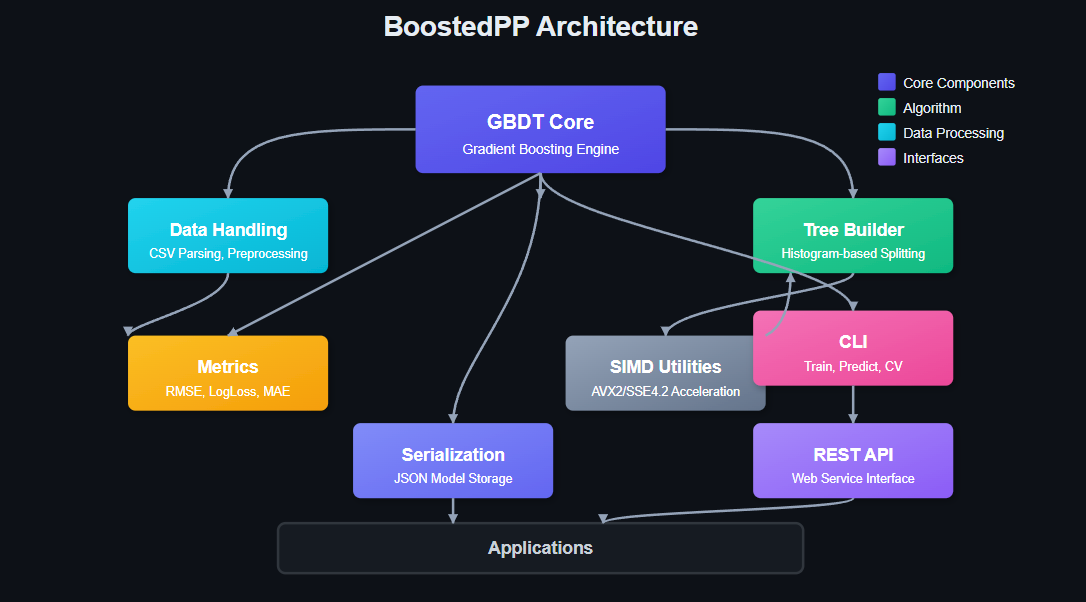 BoostedPP Architecture
Core Components
Algorithm
Data Processing
Interfaces
GBDT Core
Gradient Boosting Engine
Data Handling
CSV Parsing, Preprocessing
Tree Builder
Histogram-based Splitting
Metrics
RMSE, LogLoss, MAE
SIMD Utilities
AVX2/SSE4.2 Acceleration
CLI
Train, Predict, CV
Serialization
JSON Model Storage
REST API
Web Service Interface
Applications